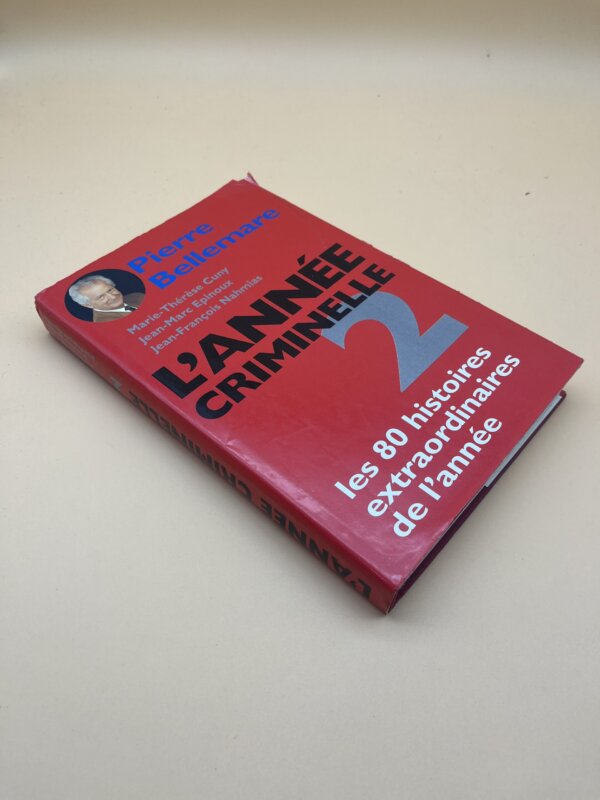 Pierre
Bellemare
Marie-Thérèse Cuny
Jean-Marc Epinoux
Jean-François Nahmias
L'ANNÉE
CRIMINELLE
2
les 80 histoires
extraordinaires
de l'année
L'ANNÉE CRIMINELLE